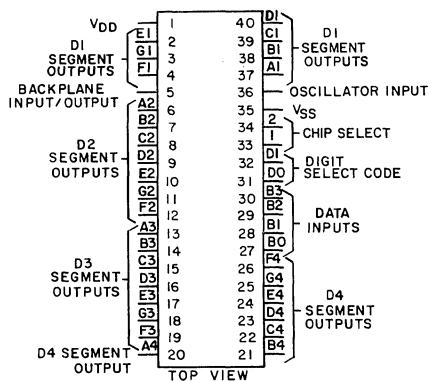 VDD 1 40 D1
E1 2 39 C1
G1 3 38 B1
F1 4 37 A1
D1
SEGMENT
OUTPUTS
D1
SEGMENT
OUTPUTS
BACKPLANE
INPUT/OUTPUT
5 36 OSCILLATOR INPUT
A2 6 35 VSS
B2 7 34 2
C2 8 33 1
CHIP SELECT
D2 9 32 D1
E2 10 31 D0
DIGIT
SELECT CODE
G2 11 30 B3
F2 12 29 B2
D2
SEGMENT
OUTPUTS
A3 13 28 B1
B3 14 27 B0
DATA
INPUTS
C3 15 26 F4
D3 16 25 G4
E3 17 24 E4
G3 18 23 D4
F3 19 22 C4
D3
SEGMENT
OUTPUTS
A4 20 21 B4
D4
SEGMENT
OUTPUTS
D4 SEGMENT
OUTPUT
TOP VIEW